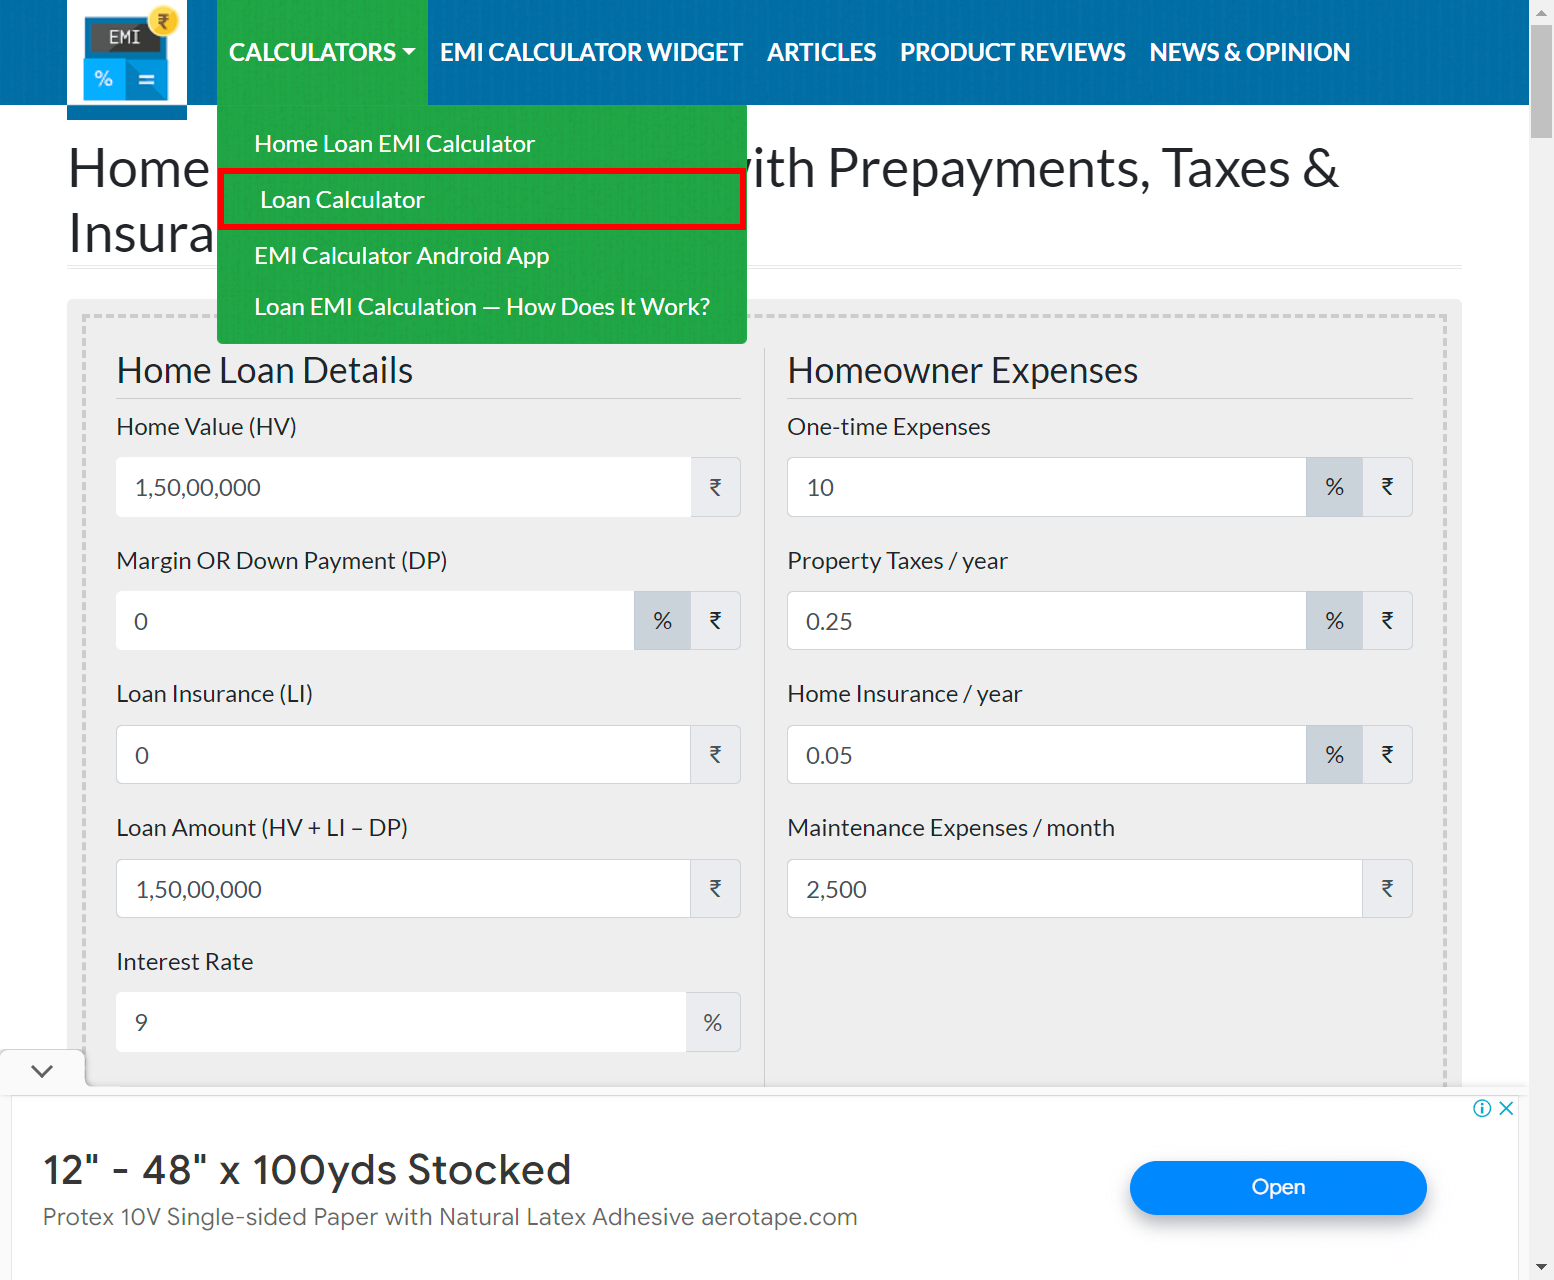 EMI
₹
%
=
CALCULATORS
EMI CALCULATOR WIDGET
ARTICLES
PRODUCT REVIEWS
NEWS & OPINION
Home Loan EMI Calculator
Loan Calculator
EMI Calculator Android App
Loan EMI Calculation — How Does It Work?
Home ith Prepayments, Taxes &
Insura
Home Loan Details
Home Value (HV)
1,50,00,000 ₹
Margin OR Down Payment (DP)
0 % ₹
Loan Insurance (LI)
0 ₹
Loan Amount (HV + LI – DP)
1,50,00,000 ₹
Interest Rate
9 %
Homeowner Expenses
One-time Expenses
10 % ₹
Property Taxes / year
0.25 % ₹
Home Insurance / year
0.05 % ₹
Maintenance Expenses / month
2,500 ₹
12" - 48" x 100yds Stocked
Protex 10V Single-sided Paper with Natural Latex Adhesive aerotape.com
Open